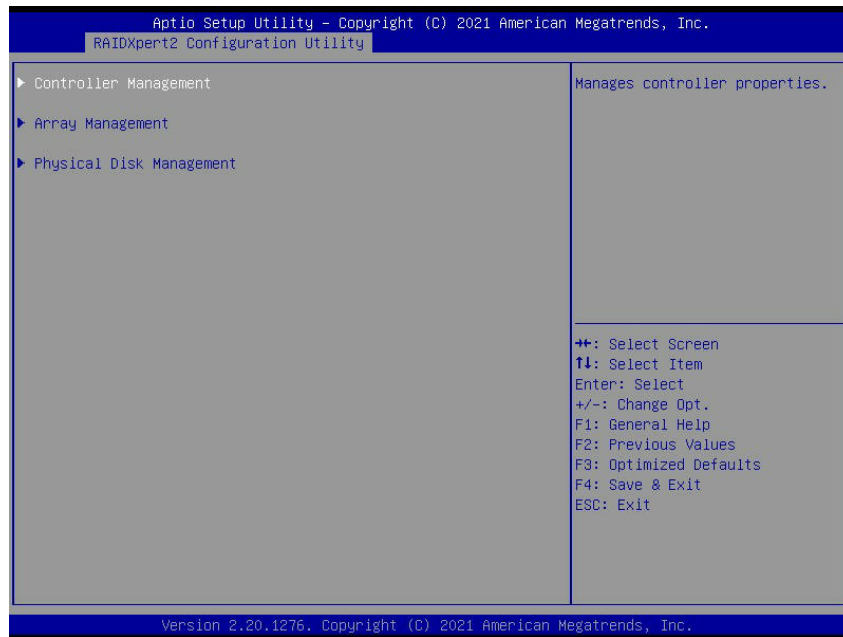 Aptio Setup Utility – Copyright (C) 2021 American Megatrends, Inc.
RAIDXpert2 Configuration Utility
Controller Management
Array Management
Physical Disk Management
Manages controller properties.
→←: Select Screen
↑↓: Select Item
Enter: Select
+/-: Change Opt.
F1: General Help
F2: Previous Values
F3: Optimized Defaults
F4: Save & Exit
ESC: Exit
Version 2.20.1276. Copyright (C) 2021 American Megatrends, Inc.